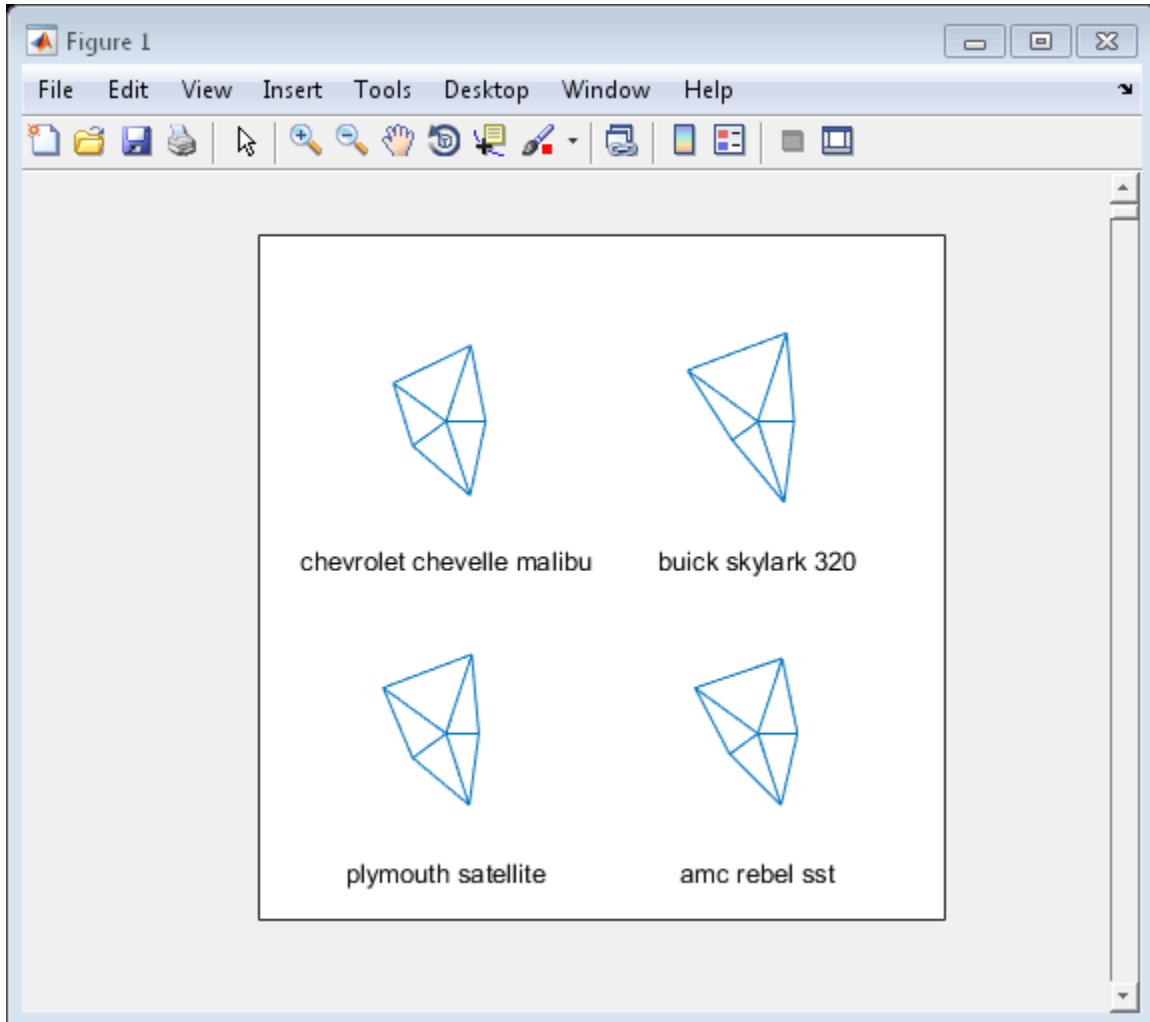 Figure 1
File Edit View Insert Tools Desktop Window Help
chevrolet chevelle malibu buick skylark 320
plymouth satellite amc rebel sst